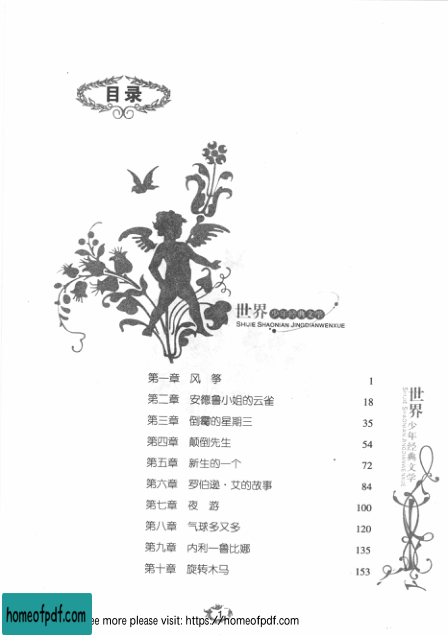 目录
世界少年经典文学
SHIJIE SHAONIAN JINGDIANWENXUE
第一章 风 筝 1
第二章 安德鲁小姐的云雀 18
第三章 倒霉的星期三 35
第四章 颠倒先生 54
第五章 新生的一个 72
第六章 罗伯逊·艾的故事 84
第七章 夜 游 100
第八章 气球多又多 120
第九章 内利－鲁比娜 135
第十章 旋转木马 153
世界少年经典文学
SHIJIE SHAONIAN JINGDIANWENXUE
1
homeofpdf.com
ee more please visit: https://homeofpdf.com